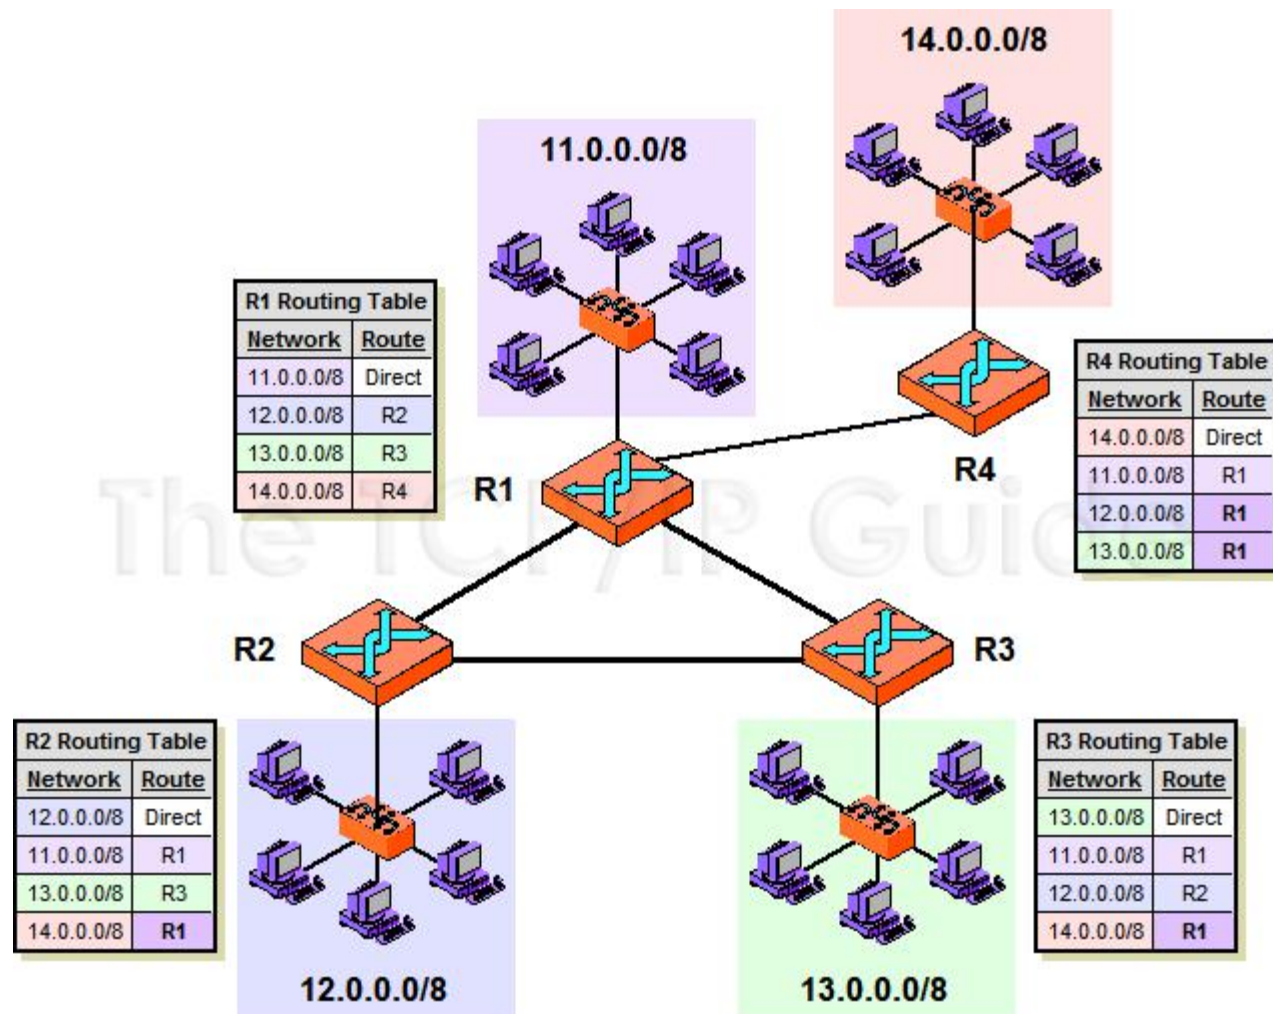 14.0.0.0/8
11.0.0.0/8
R1 Routing Table
Network Route
11.0.0.0/8 Direct
12.0.0.0/8 R2
13.0.0.0/8 R3
14.0.0.0/8 R4
R4 Routing Table
Network Route
14.0.0.0/8 Direct
11.0.0.0/8 R1
12.0.0.0/8 R1
13.0.0.0/8 R1
R1
R4
The TCP/IP Guide
R2
R3
R2 Routing Table
Network Route
12.0.0.0/8 Direct
11.0.0.0/8 R1
13.0.0.0/8 R3
14.0.0.0/8 R1
R3 Routing Table
Network Route
13.0.0.0/8 Direct
11.0.0.0/8 R1
12.0.0.0/8 R2
14.0.0.0/8 R1
12.0.0.0/8
13.0.0.0/8